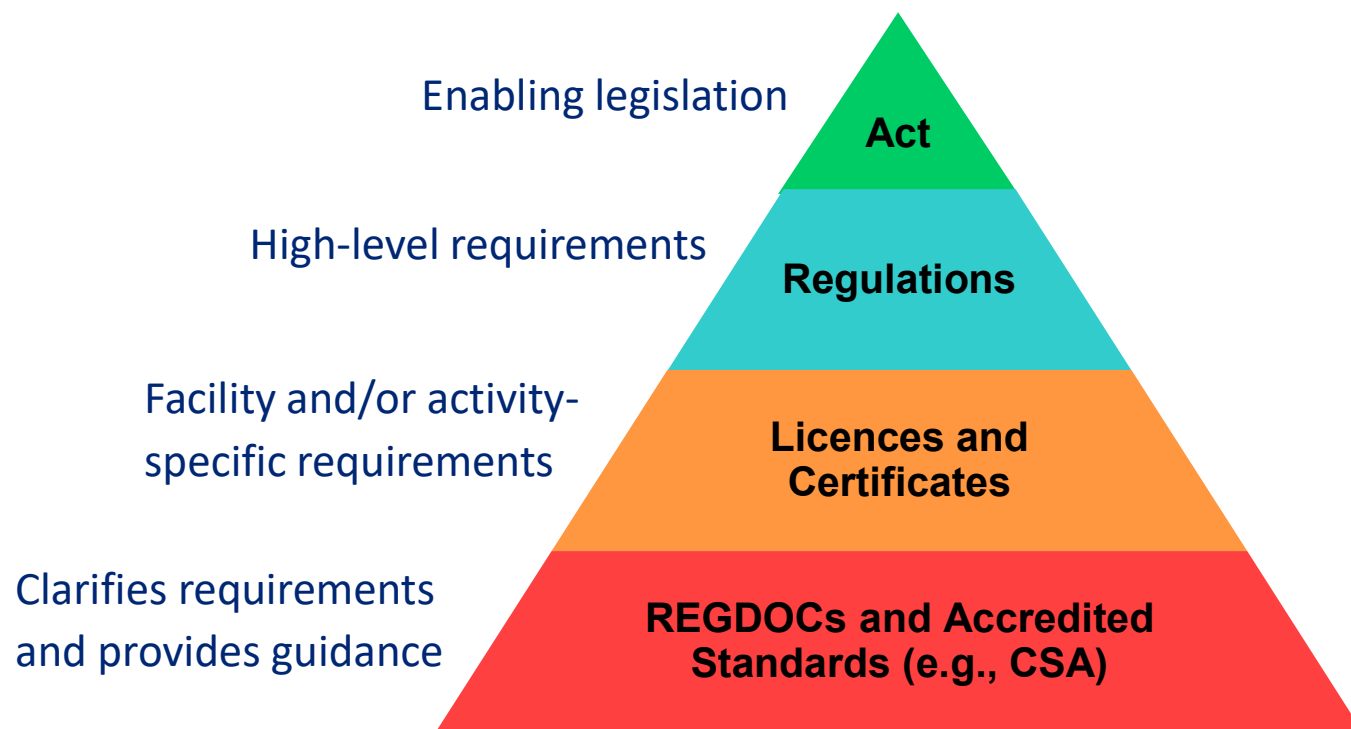 Enabling legislation
Act
High-level requirements
Regulations
Facility and/or activity-
specific requirements
Licences and
Certificates
Clarifies requirements
and provides guidance
REGDOCs and Accredited
Standards (e.g., CSA)